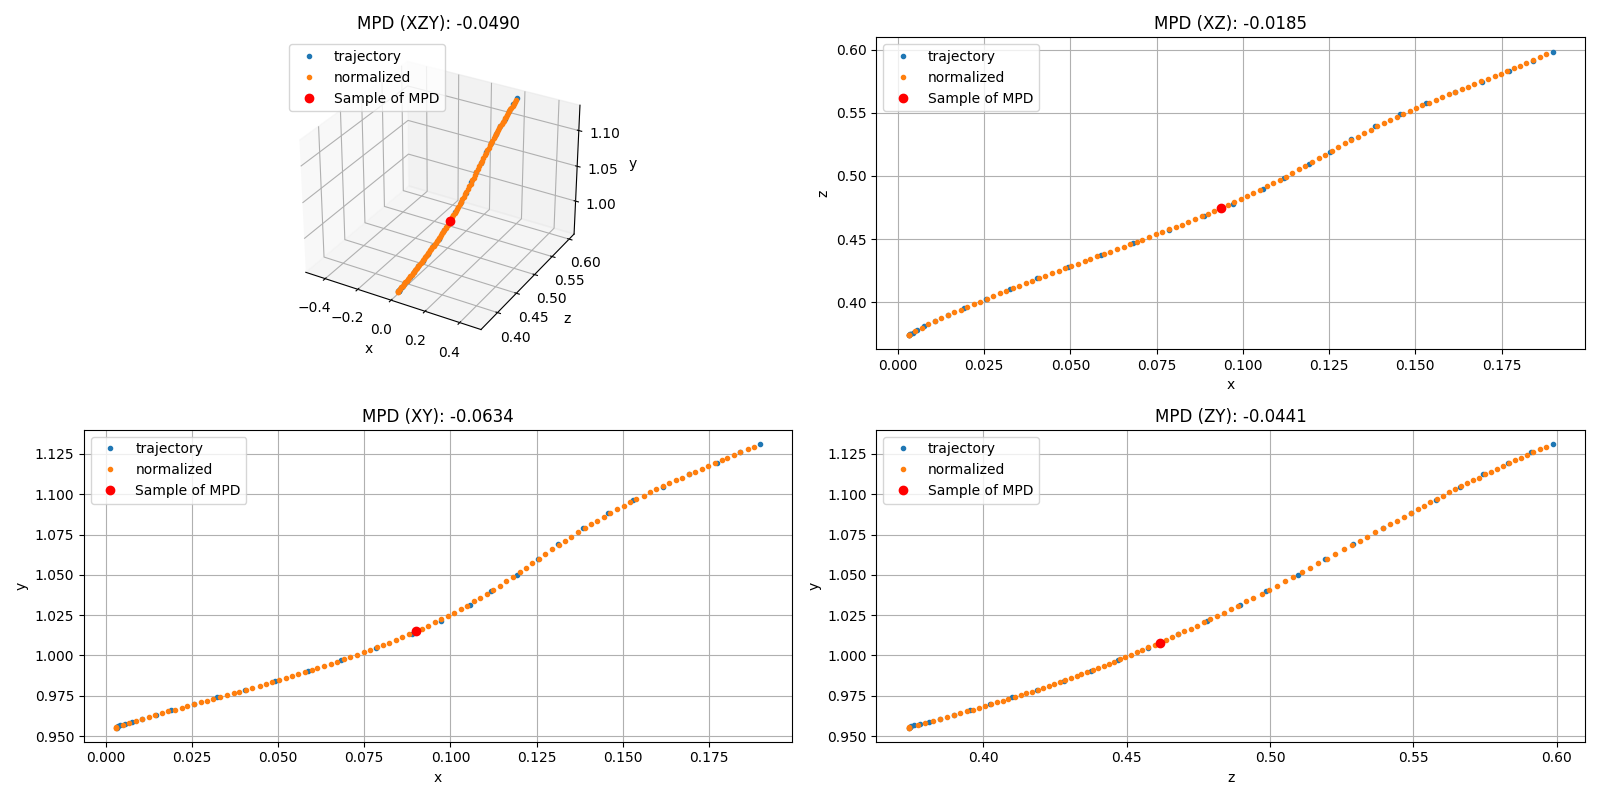 MPD (XZY): -0.0490
trajectory
normalized
Sample of MPD
1.10
1.05
1.00
y
0.60
0.55
0.50
0.45
0.40
z
−0.4
−0.2
0.0
0.2
0.4
x
MPD (XZ): -0.0185
trajectory
normalized
Sample of MPD
0.60
0.55
0.50
0.45
0.40
z
0.000 0.025 0.050 0.075 0.100 0.125 0.150 0.175
x
MPD (XY): -0.0634
trajectory
normalized
Sample of MPD
1.125
1.100
1.075
1.050
1.025
1.000
0.975
0.950
y
0.000 0.025 0.050 0.075 0.100 0.125 0.150 0.175
x
MPD (ZY): -0.0441
trajectory
normalized
Sample of MPD
1.125
1.100
1.075
1.050
1.025
1.000
0.975
0.950
y
0.40 0.45 0.50 0.55 0.60
z